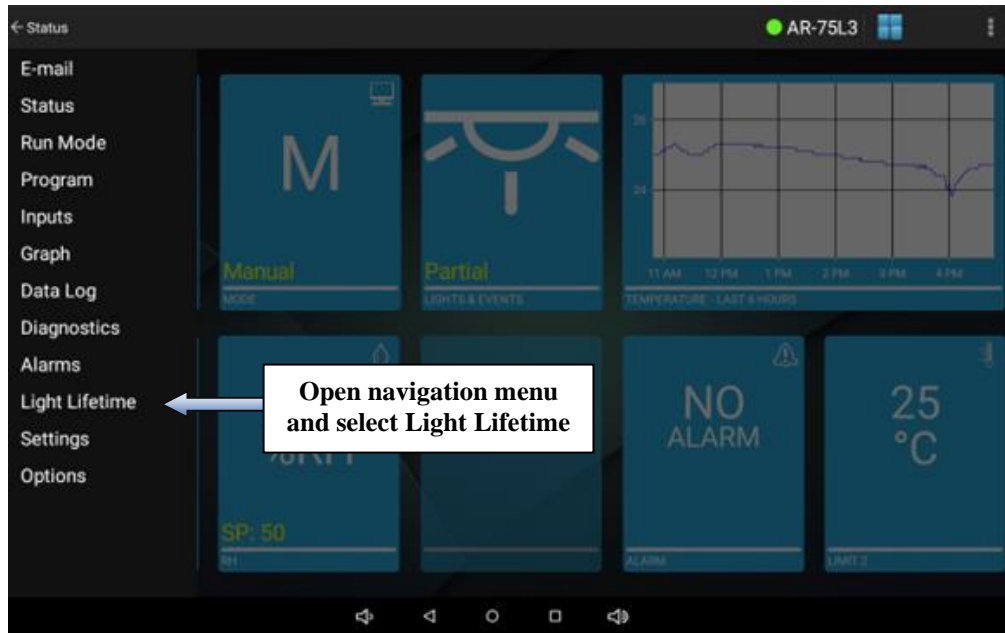 Status
AR-75L3
E-mail
Status
Run Mode
Program
Inputs
Graph
Data Log
Diagnostics
Alarms
Light Lifetime
Settings
Options
M
Manual
MODE
Partial
LIGHTS & EVENTS
24
11 AM 12 PM 1 PM 2 PM 3 PM 4 PM
TEMPERATURE - LAST 6 HOURS
Open navigation menu
and select Light Lifetime
%RH
SP: 50
RH
NO
ALARM
ALARM
25
°C
LIMIT 2